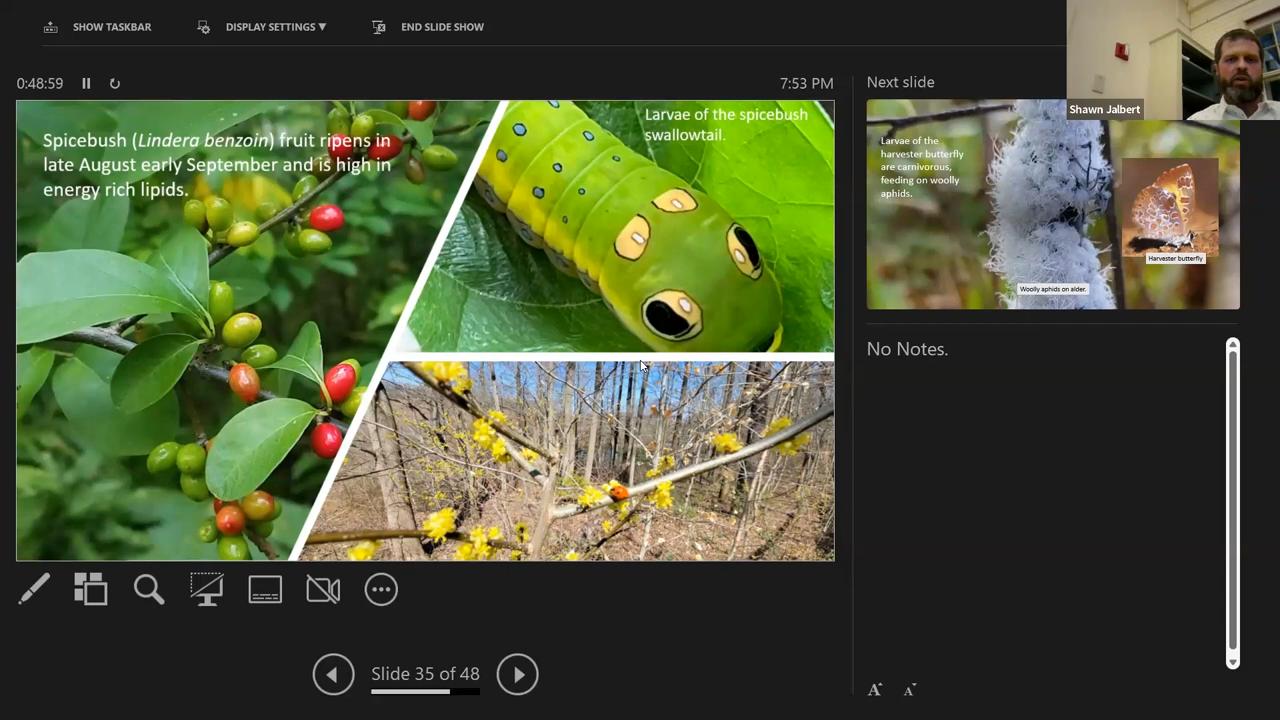 SHOW TASKBAR
DISPLAY SETTINGS ▼
END SLIDE SHOW
0:48:59
7:53 PM
Spicebush (Lindera benzoin) fruit ripens in
late August early September and is high in
energy rich lipids.
Larvae of the spicebush
swallowtail.
Next slide
Shawn Jalbert
Larvae of the
harvester butterfly
are carnivorous,
feeding on woolly
aphids.
Harvester butterfly
Woolly aphids on alder.
No Notes.
Slide 35 of 48
A
A